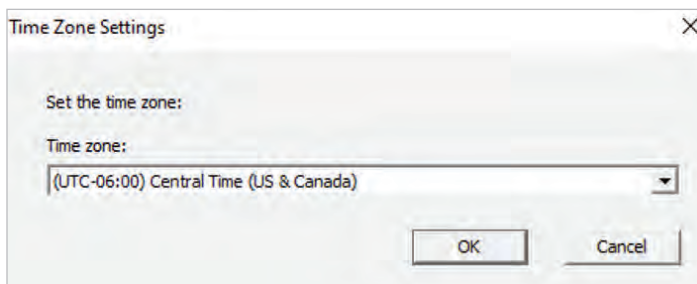 Time Zone Settings
Set the time zone:
Time zone:
(UTC-06:00) Central Time (US & Canada)
OK
Cancel